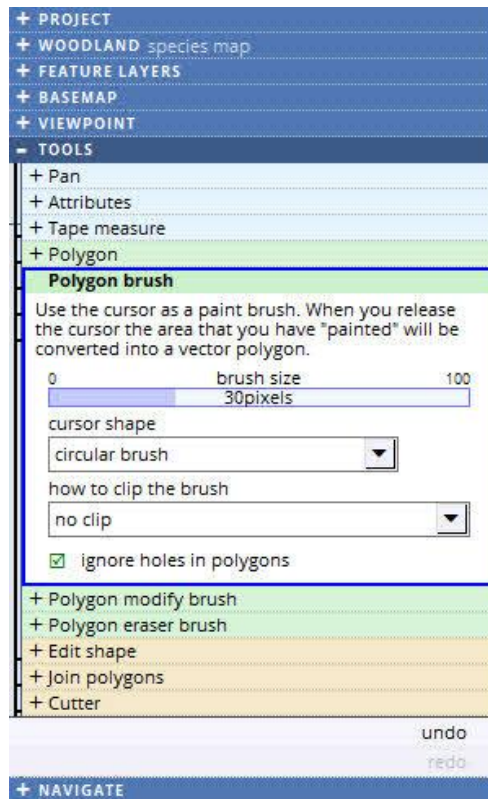 + PROJECT
+ WOODLAND species map
+ FEATURE LAYERS
+ BASEMAP
+ VIEWPOINT
- TOOLS
+ Pan
+ Attributes
+ Tape measure
+ Polygon
Polygon brush
Use the cursor as a paint brush. When you release
the cursor the area that you have "painted" will be
converted into a vector polygon.
0 brush size 100
30pixels
cursor shape
circular brush
how to clip the brush
no clip
ignore holes in polygons
+ Polygon modify brush
+ Polygon eraser brush
+ Edit shape
+ Join polygons
+ Cutter
undo
redo
+ NAVIGATE